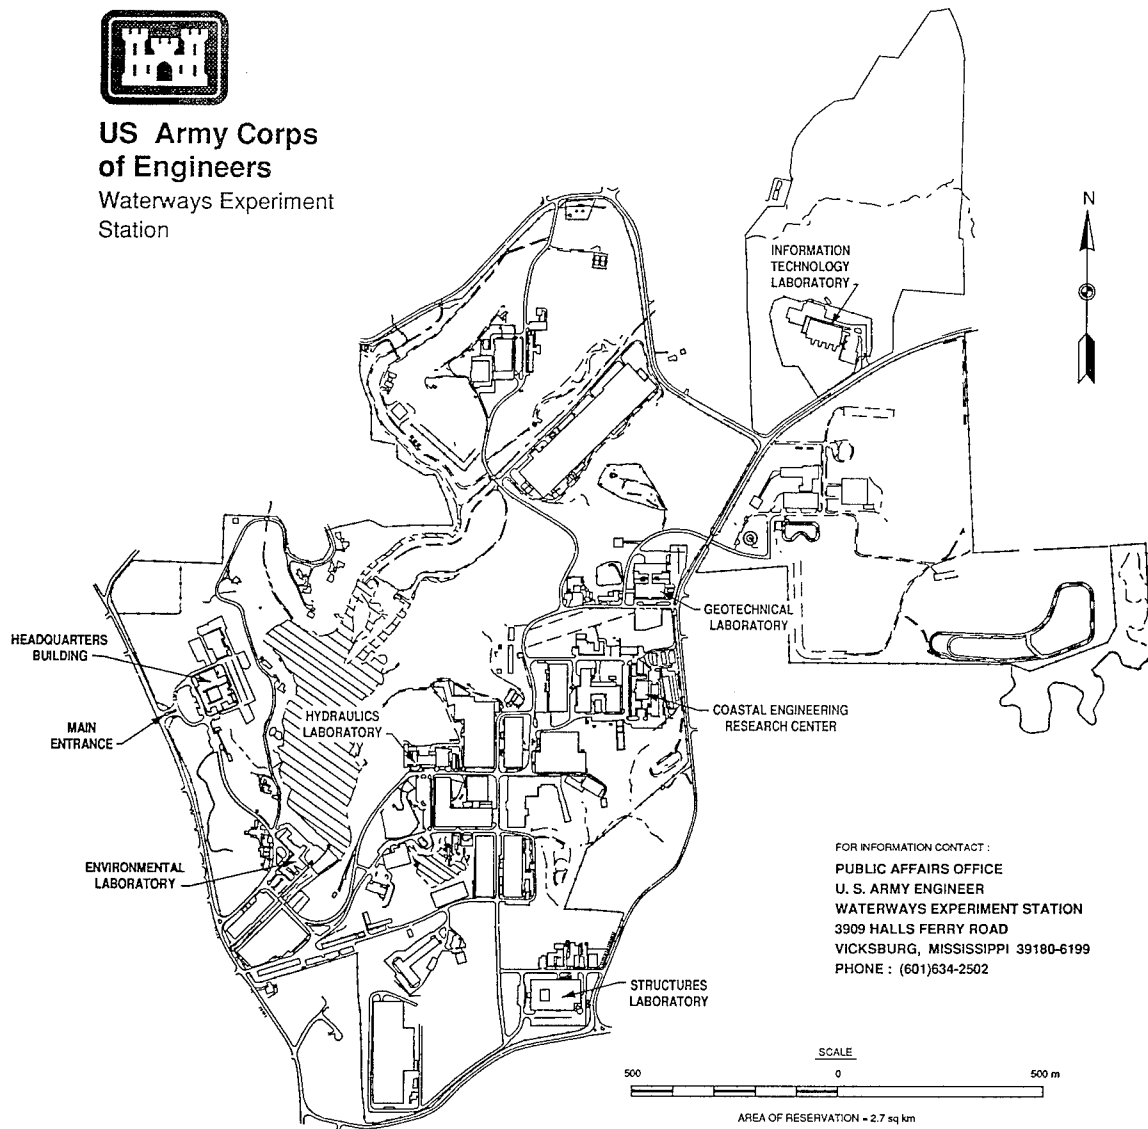 US Army Corps
of Engineers
Waterways Experiment
Station
N
INFORMATION
TECHNOLOGY
LABORATORY
GEOTECHNICAL
LABORATORY
HEADQUARTERS
BUILDING
MAIN
ENTRANCE
HYDRAULICS
LABORATORY
COASTAL ENGINEERING
RESEARCH CENTER
ENVIRONMENTAL
LABORATORY
STRUCTURES
LABORATORY
FOR INFORMATION CONTACT :
PUBLIC AFFAIRS OFFICE
U. S. ARMY ENGINEER
WATERWAYS EXPERIMENT STATION
3909 HALLS FERRY ROAD
VICKSBURG, MISSISSIPPI 39180-6199
PHONE : (601)634-2502
SCALE
500 0 500 m
AREA OF RESERVATION = 2.7 sq km